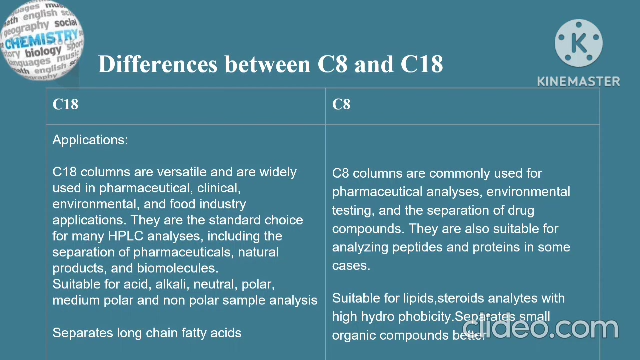 CHEMISTRY
english
geography social
biology
Differences between C8 and C18
KINEMASTER
C18
C8
Applications:
C18 columns are versatile and are widely
used in pharmaceutical, clinical,
environmental, and food industry
applications. They are the standard choice
for many HPLC analyses, including the
separation of pharmaceuticals, natural
products, and biomolecules.
Suitable for acid, alkali, neutral, polar,
medium polar and non polar sample analysis
Separates long chain fatty acids
C8 columns are commonly used for
pharmaceutical analyses, environmental
testing, and the separation of drug
compounds. They are also suitable for
analyzing peptides and proteins in some
cases.
Suitable for lipids,steroids analytes with
high hydro phobicity.Separates small
organic compounds better
clideo.com